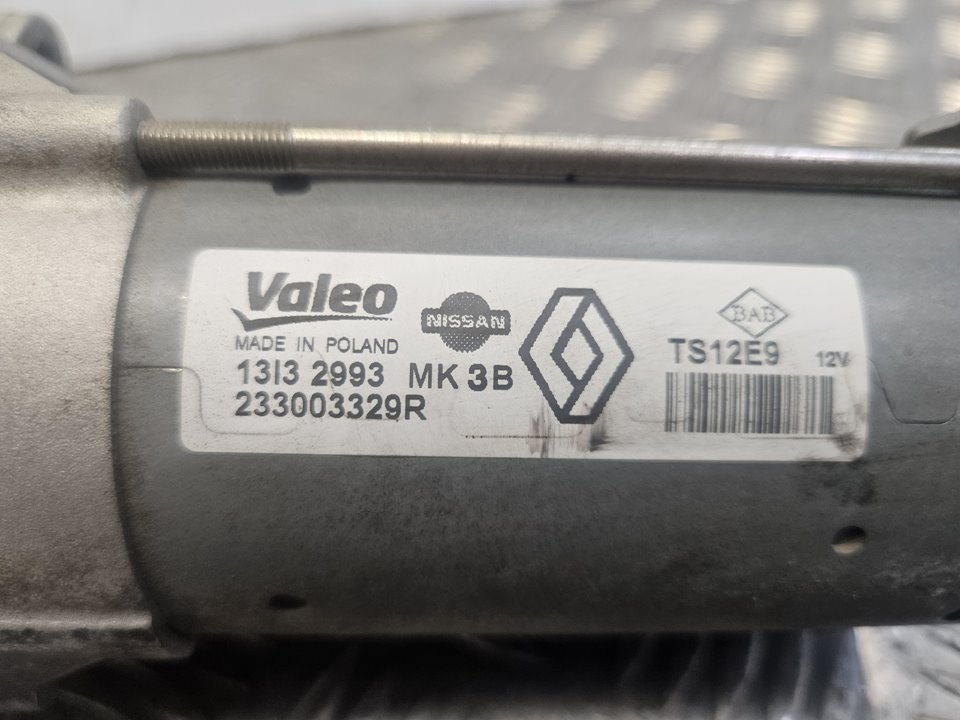 Valeo
NISSAN
MADE IN POLAND
13I3 2993 MK 3B
233003329R
BAB
TS12E9 12V